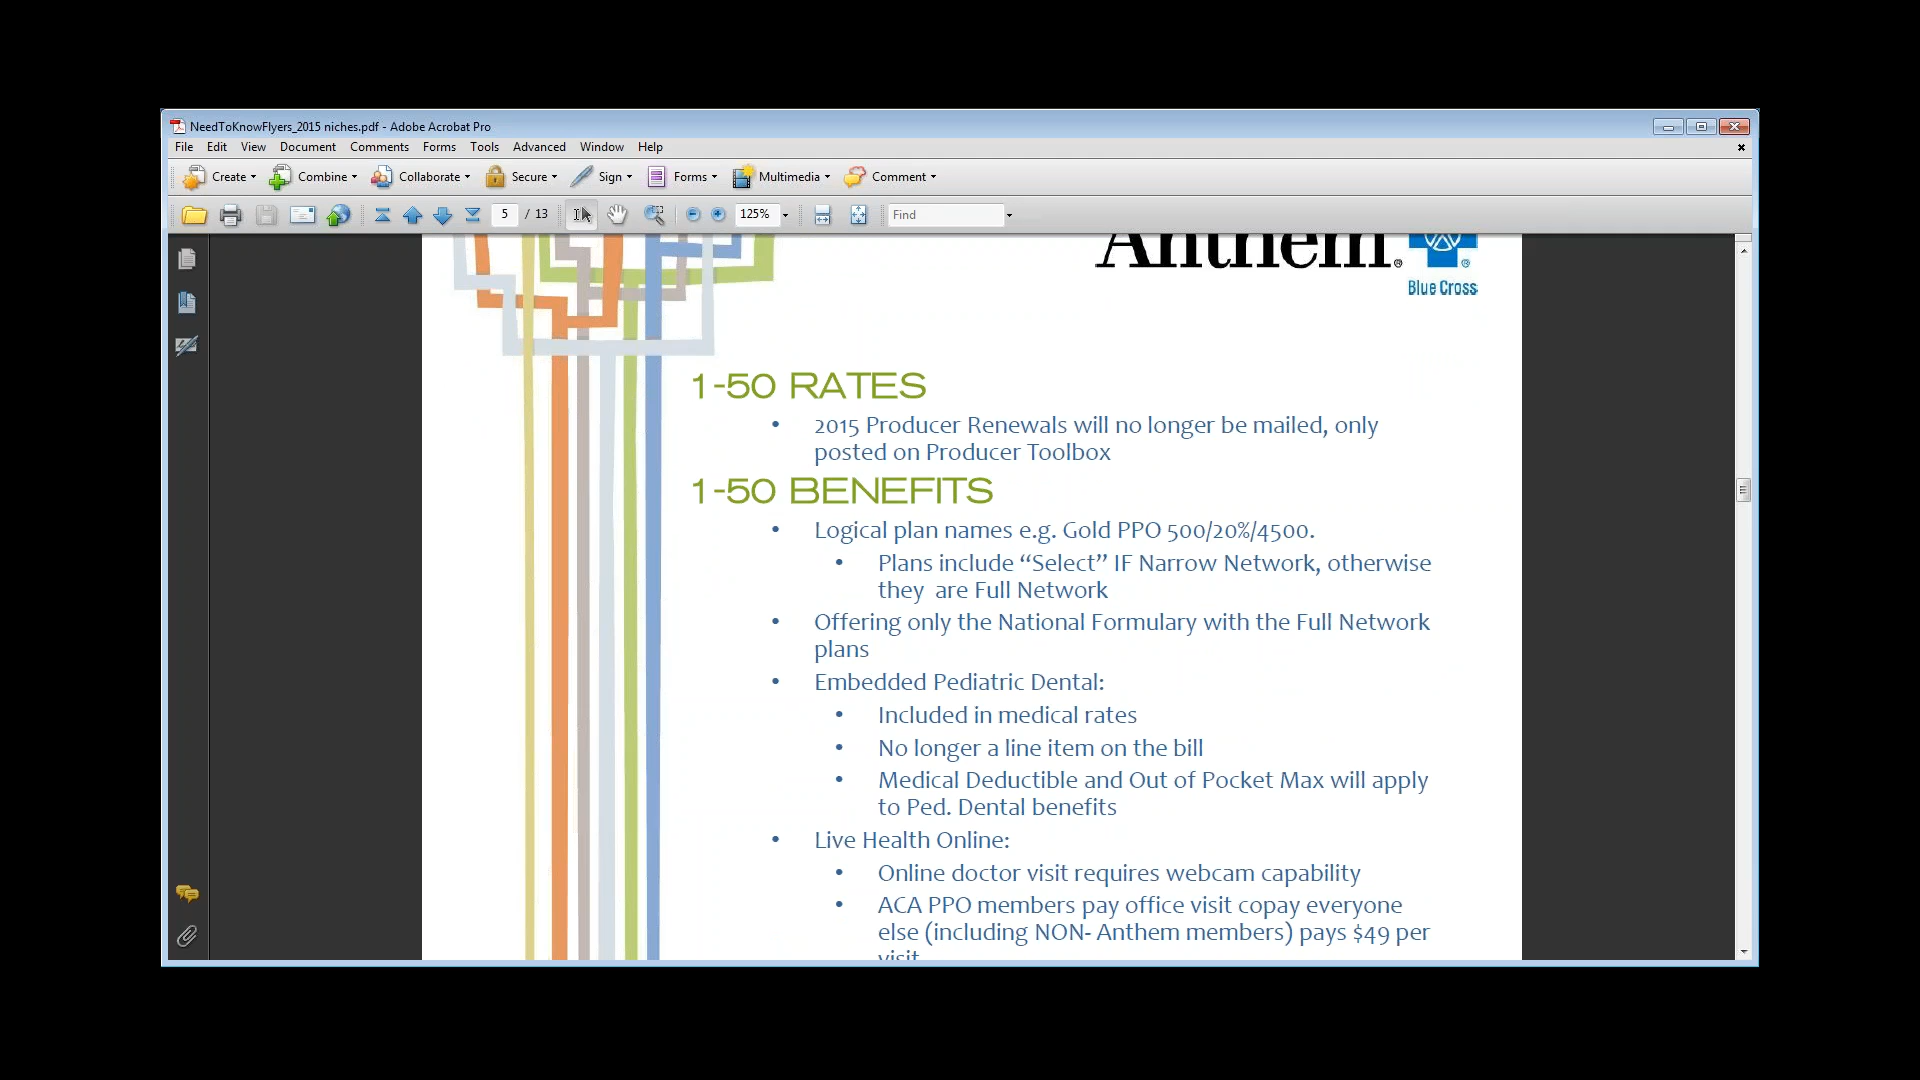 NeedToKnowFlyers_2015 niches.pdf - Adobe Acrobat Pro
File Edit View Document Comments Forms Tools Advanced Window Help
Create Combine Collaborate Secure Sign Forms Multimedia Comment
5 / 13 125% Find
Anthem®
®
Blue Cross
1-50 RATES
• 2015 Producer Renewals will no longer be mailed, only
posted on Producer Toolbox
1-50 BENEFITS
• Logical plan names e.g. Gold PPO 500/20%/4500.
• Plans include “Select” IF Narrow Network, otherwise
they are Full Network
• Offering only the National Formulary with the Full Network
plans
• Embedded Pediatric Dental:
• Included in medical rates
• No longer a line item on the bill
• Medical Deductible and Out of Pocket Max will apply
to Ped. Dental benefits
• Live Health Online:
• Online doctor visit requires webcam capability
• ACA PPO members pay office visit copay everyone
else (including NON- Anthem members) pays $49 per
visit